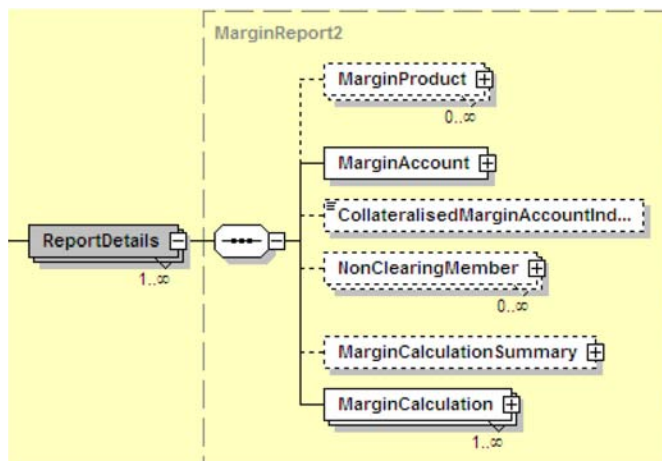 MarginReport2
MarginProduct
0..∞
MarginAccount
CollateralisedMarginAccountInd...
ReportDetails
1..∞
NonClearingMember
0..∞
MarginCalculationSummary
MarginCalculation
1..∞